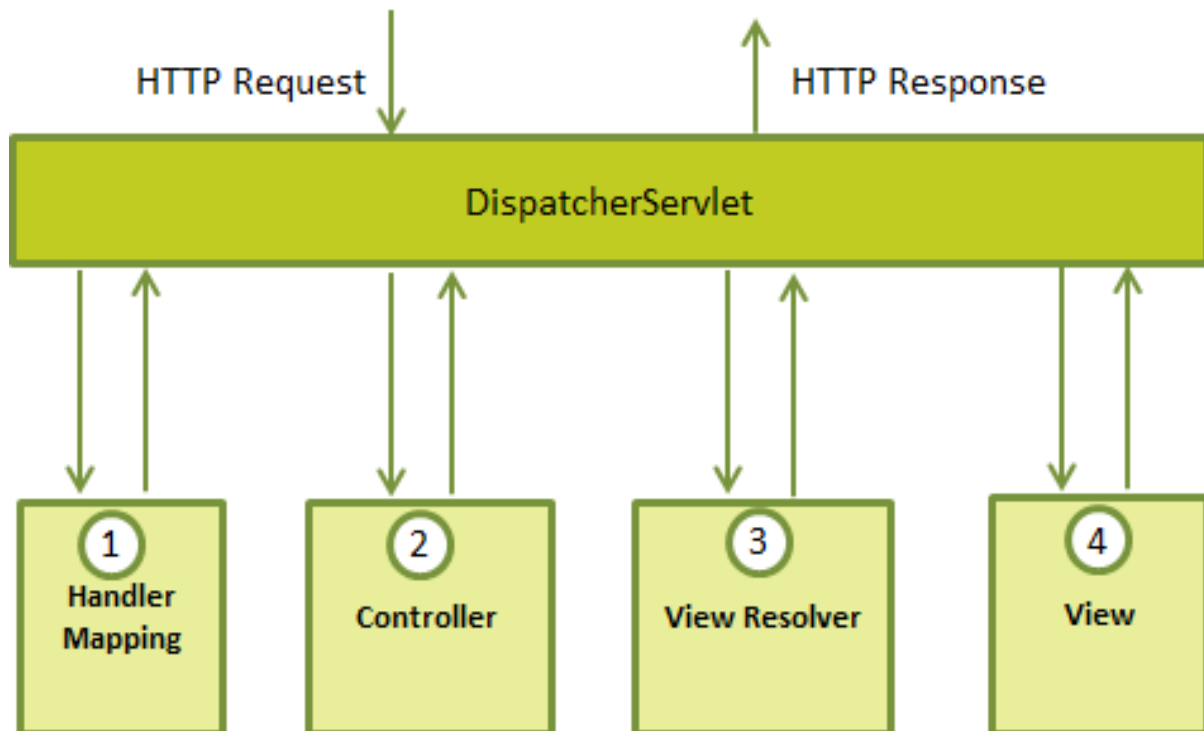 HTTP Request
HTTP Response
DispatcherServlet
1
Handler
Mapping
2
Controller
3
View Resolver
4
View